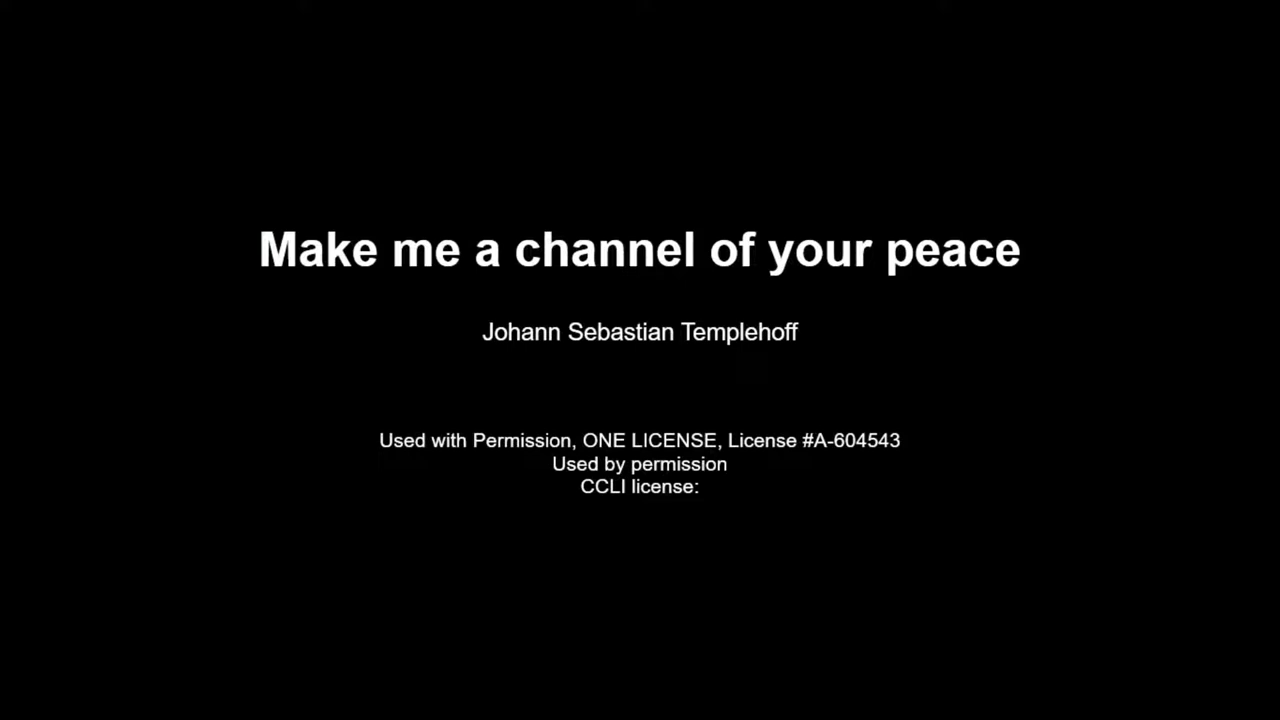 Make me a channel of your peace
Johann Sebastian Templehoff
Used with Permission, ONE LICENSE, License #A-604543
Used by permission
CCLI license: